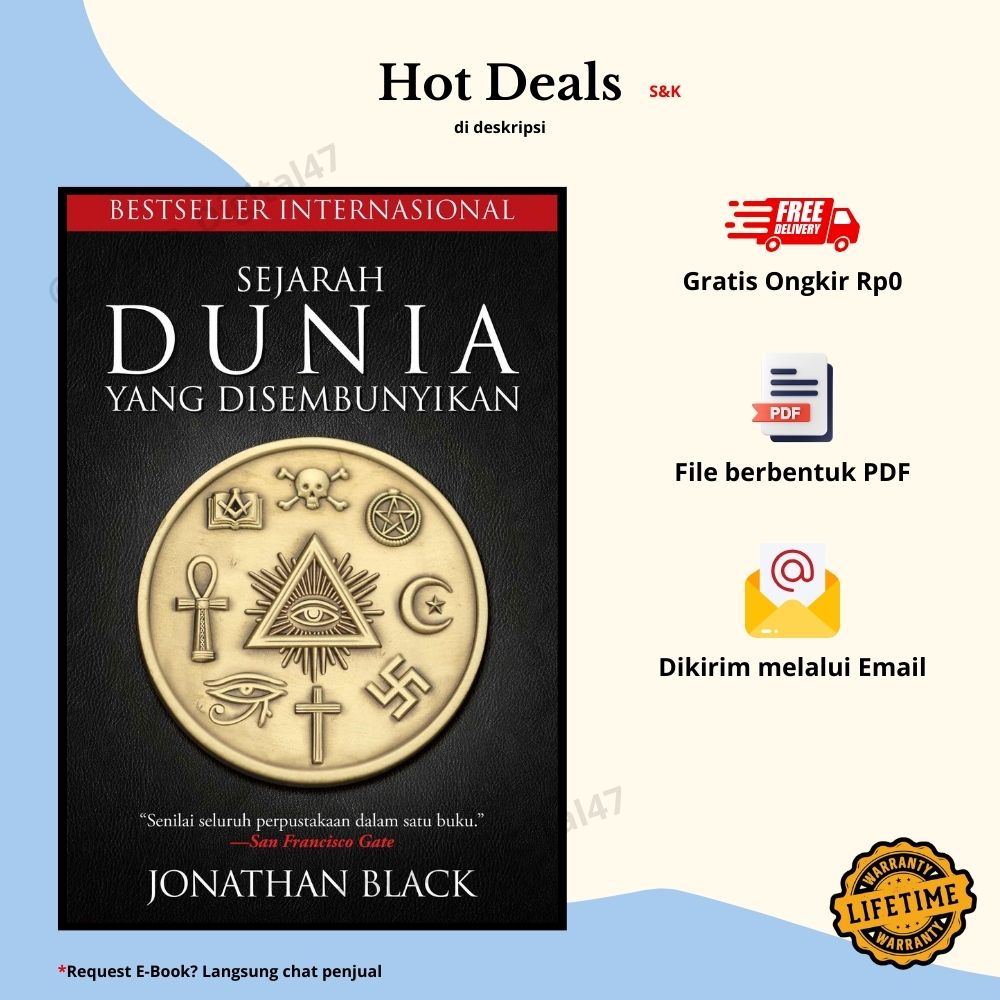 Hot Deals
S&K
di deskripsi
BESTSELLER INTERNASIONAL
SEJARAH
DUNIA
YANG DISEMBUNYIKAN
“Senilai seluruh perpustakaan dalam satu buku.”
—San Francisco Gate
JONATHAN BLACK
FREE
DELIVERY
Gratis Ongkir Rp0
PDF
File berbentuk PDF
@
Dikirim melalui Email
WARRANTY
LIFETIME
WARRANTY
*Request E-Book? Langsung chat penjual